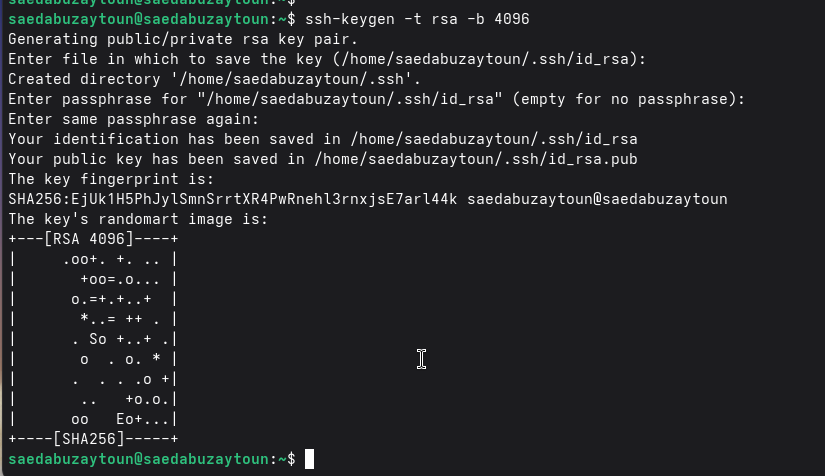 saedabuzaytoun@saedabuzaytoun:~$
saedabuzaytoun@saedabuzaytoun:~$ ssh-keygen -t rsa -b 4096
Generating public/private rsa key pair.
Enter file in which to save the key (/home/saedabuzaytoun/.ssh/id_rsa):
Created directory '/home/saedabuzaytoun/.ssh'.
Enter passphrase for "/home/saedabuzaytoun/.ssh/id_rsa" (empty for no passphrase):
Enter same passphrase again:
Your identification has been saved in /home/saedabuzaytoun/.ssh/id_rsa
Your public key has been saved in /home/saedabuzaytoun/.ssh/id_rsa.pub
The key fingerprint is:
SHA256:EjUk1H5PhJylSmnSrrtXR4PwRnehl3rnxjsE7arl44k saedabuzaytoun@saedabuzaytoun
The key's randomart image is:
+---[RSA 4096]----+
|     .oo+. +. .. |
|       +oo=.o... |
|      o.=+.+..+  |
|       *..= ++ . |
|      . So +..+ .|
|       o  . o. * |
|      .  . . .o +|
|       ..   +o.o.|
|      oo   Eo+...|
+----[SHA256]-----+
saedabuzaytoun@saedabuzaytoun:~$